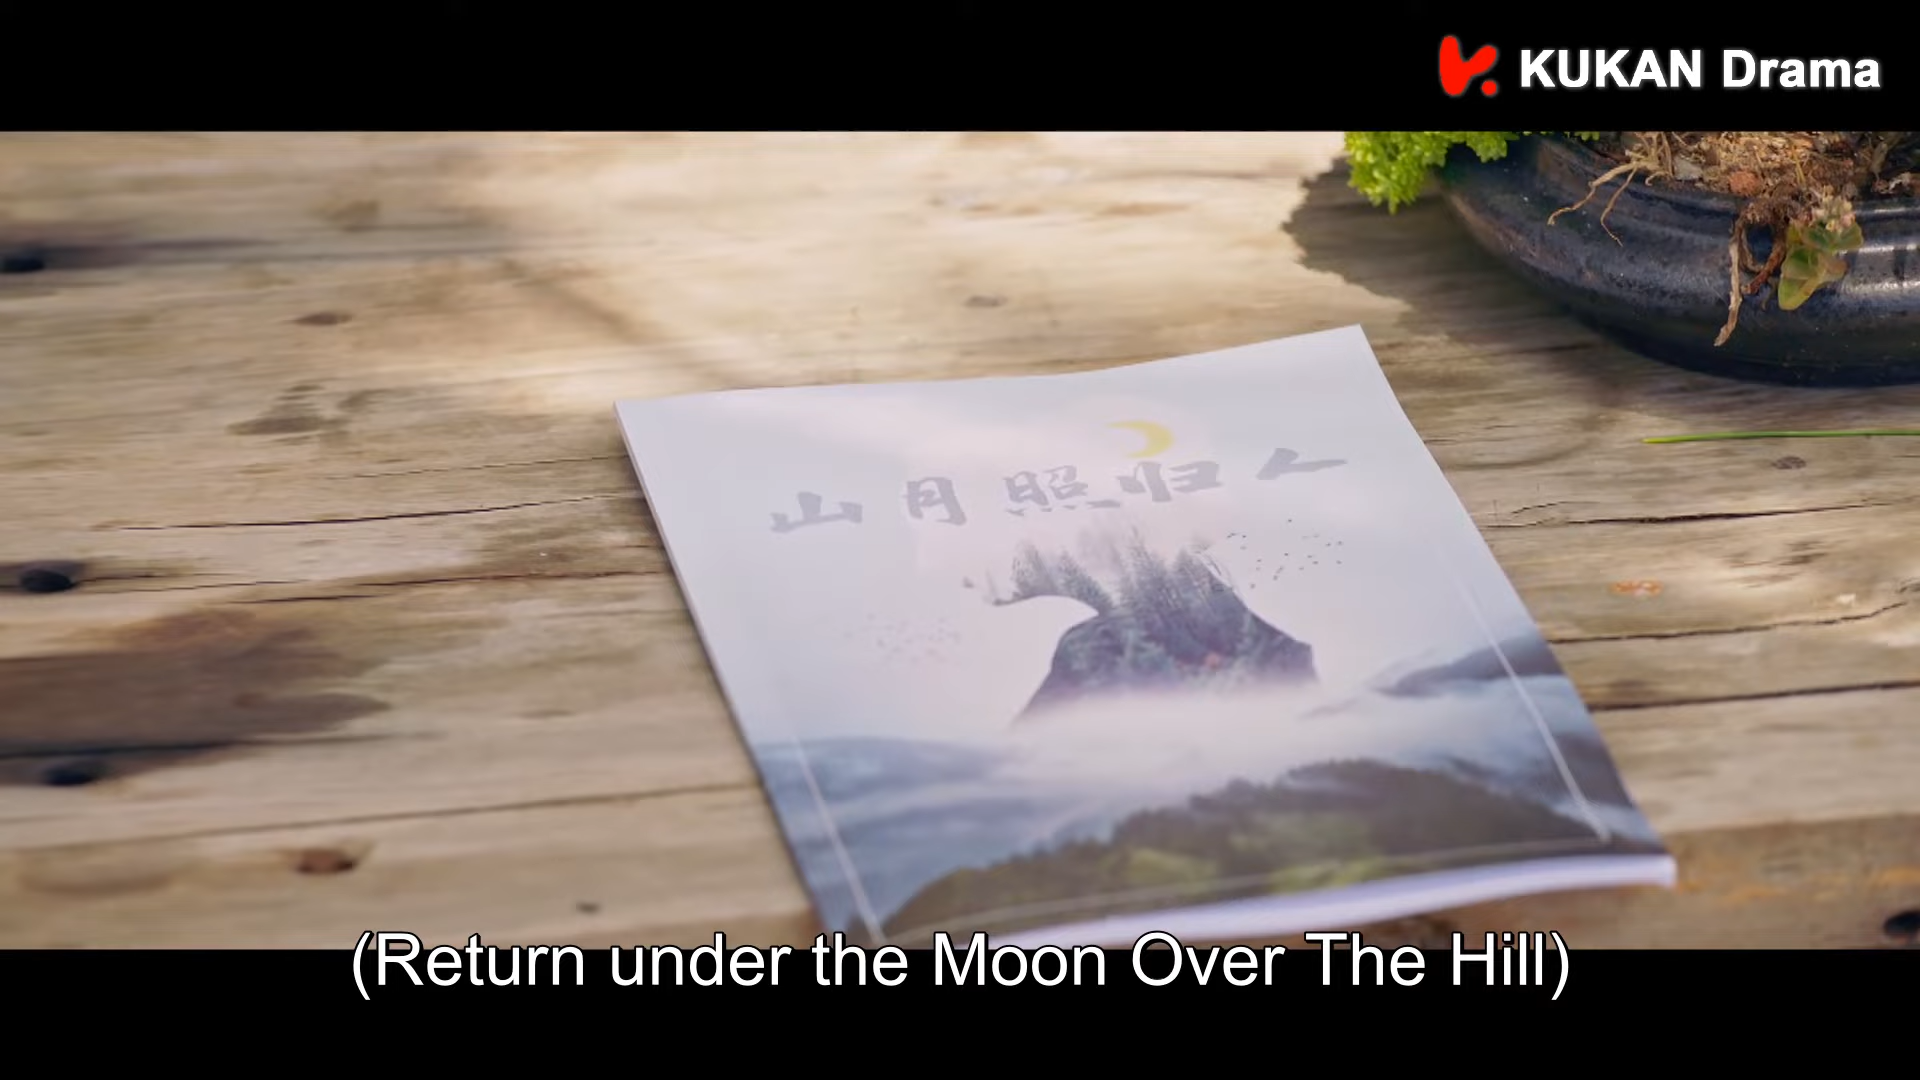 KUKAN Drama
山月照归人
(Return under the Moon Over The Hill)